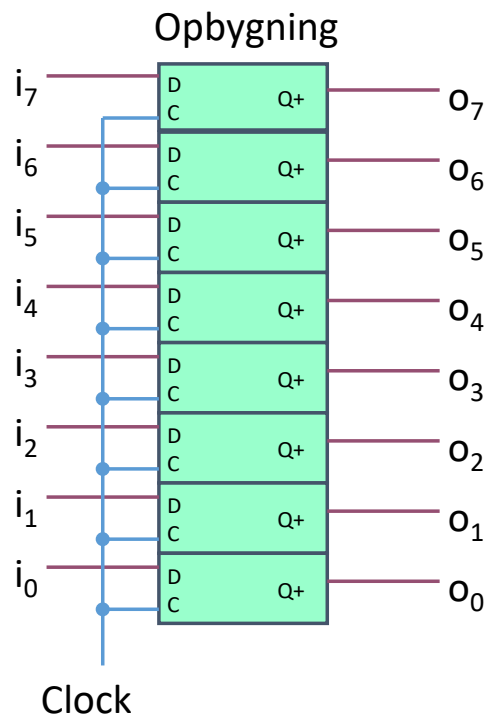 Opbygning
i₇ D C Q+ o₇
i₆ D C Q+ o₆
i₅ D C Q+ o₅
i₄ D C Q+ o₄
i₃ D C Q+ o₃
i₂ D C Q+ o₂
i₁ D C Q+ o₁
i₀ D C Q+ o₀
Clock